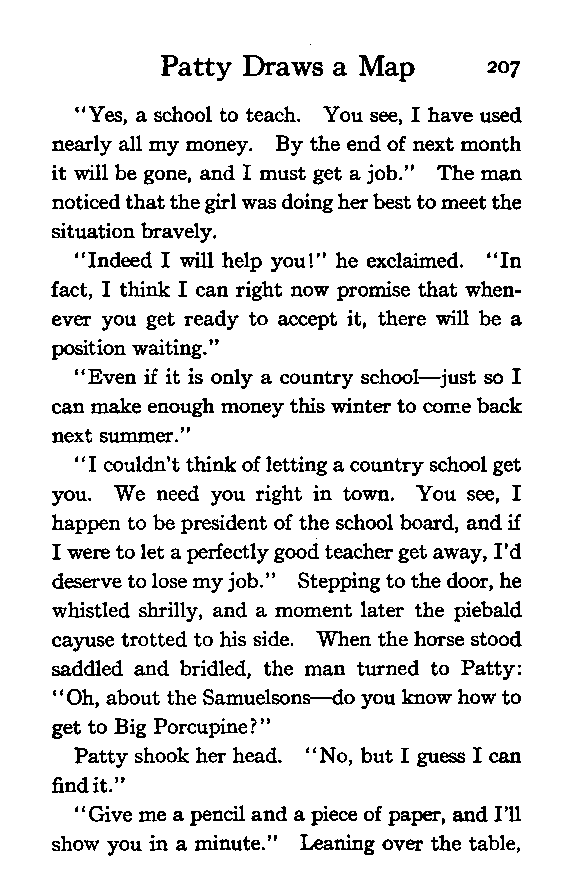 Patty Draws a Map 207
"Yes, a school to teach. You see, I have used
nearly all my money. By the end of next month
it will be gone, and I must get a job." The man
noticed that the girl was doing her best to meet the
situation bravely.
"Indeed I will help you!" he exclaimed. "In
fact, I think I can right now promise that when-
ever you get ready to accept it, there will be a
position waiting."
"Even if it is only a country school—just so I
can make enough money this winter to come back
next summer."
"I couldn't think of letting a country school get
you. We need you right in town. You see, I
happen to be president of the school board, and if
I were to let a perfectly good teacher get away, I'd
deserve to lose my job." Stepping to the door, he
whistled shrilly, and a moment later the piebald
cayuse trotted to his side. When the horse stood
saddled and bridled, the man turned to Patty:
"Oh, about the Samuelsons—do you know how to
get to Big Porcupine?"
Patty shook her head. "No, but I guess I can
find it."
"Give me a pencil and a piece of paper, and I'll
show you in a minute." Leaning over the table,